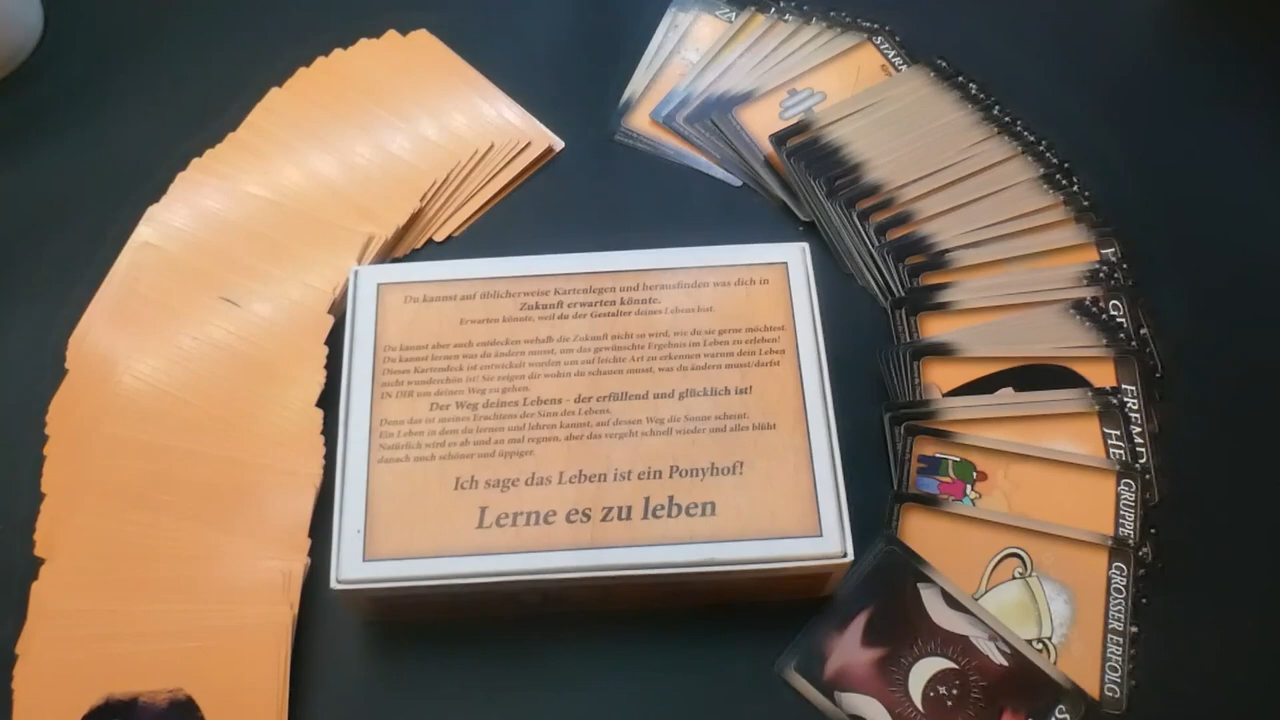 Du kannst auf üblicherweise Kartenlegen und herausfinden was dich in
Zukunft erwarten könnte.
Erwarten könnte, weil du der Gestalter deines Lebens bist.
Du kannst aber auch entdecken wehalb die Zukunft nicht so wird, wie du sie gerne möchtest.
Du kannst lernen was du ändern musst, um das gewünschte Ergebnis im Leben zu erleben!
Dieses Kartendeck ist entwickelt worden um auf leichte Art zu erkennen warum dein Leben
nicht wunderschön ist! Sie zeigen dir wohin du schauen musst, was du ändern musst/darfst
IN DIR um deinen Weg zu gehen.
Der Weg deines Lebens - der erfüllend und glücklich ist!
Denn das ist meines Erachtens der Sinn des Lebens.
Ein Leben in dem du lernen und lehren kannst, auf dessen Weg die Sonne scheint.
Natürlich wird es ab und an mal regnen, aber das vergeht schnell wieder und alles blüht
danach noch schöner und üppiger.
Ich sage das Leben ist ein Ponyhof!
Lerne es zu leben
STÄRK
FREMD
HE
GRUPPE
GROSSER ERFOLG